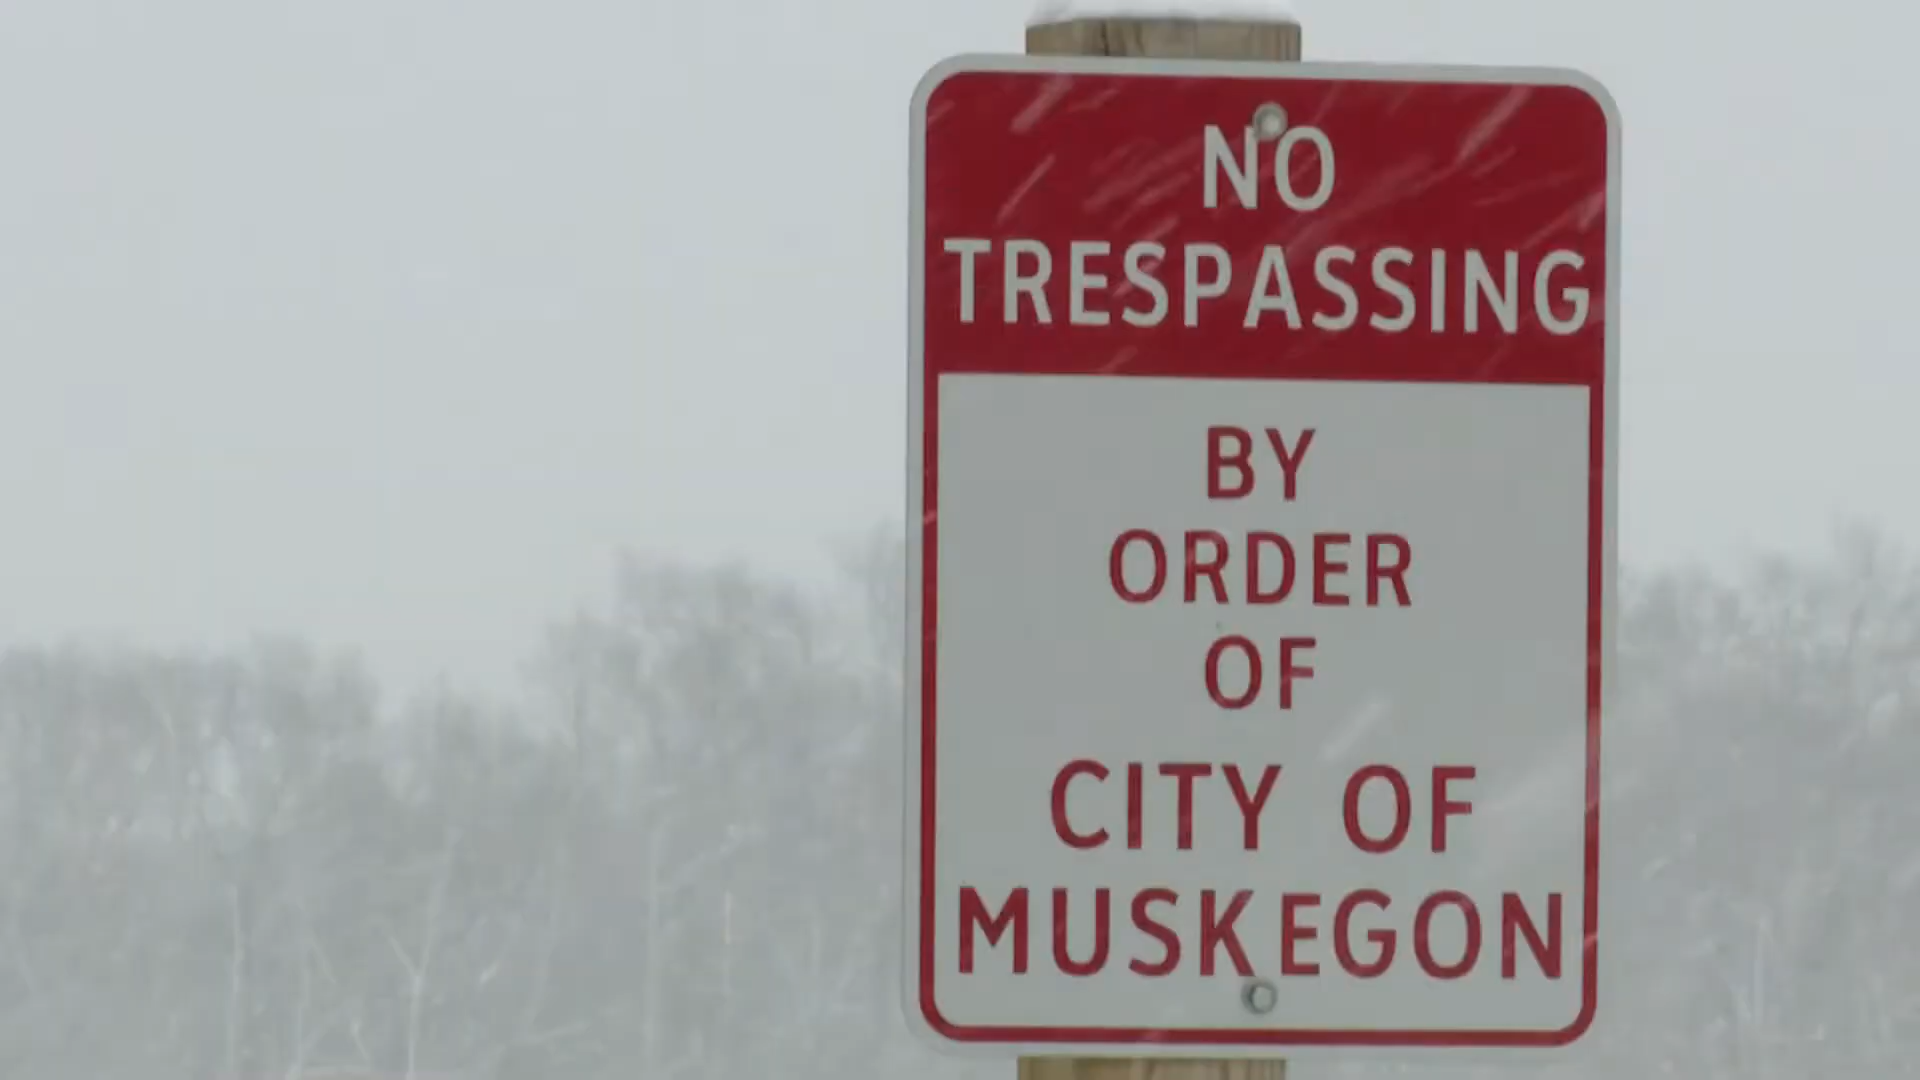 NO
TRESPASSING
BY
ORDER
OF
CITY OF
MUSKEGON